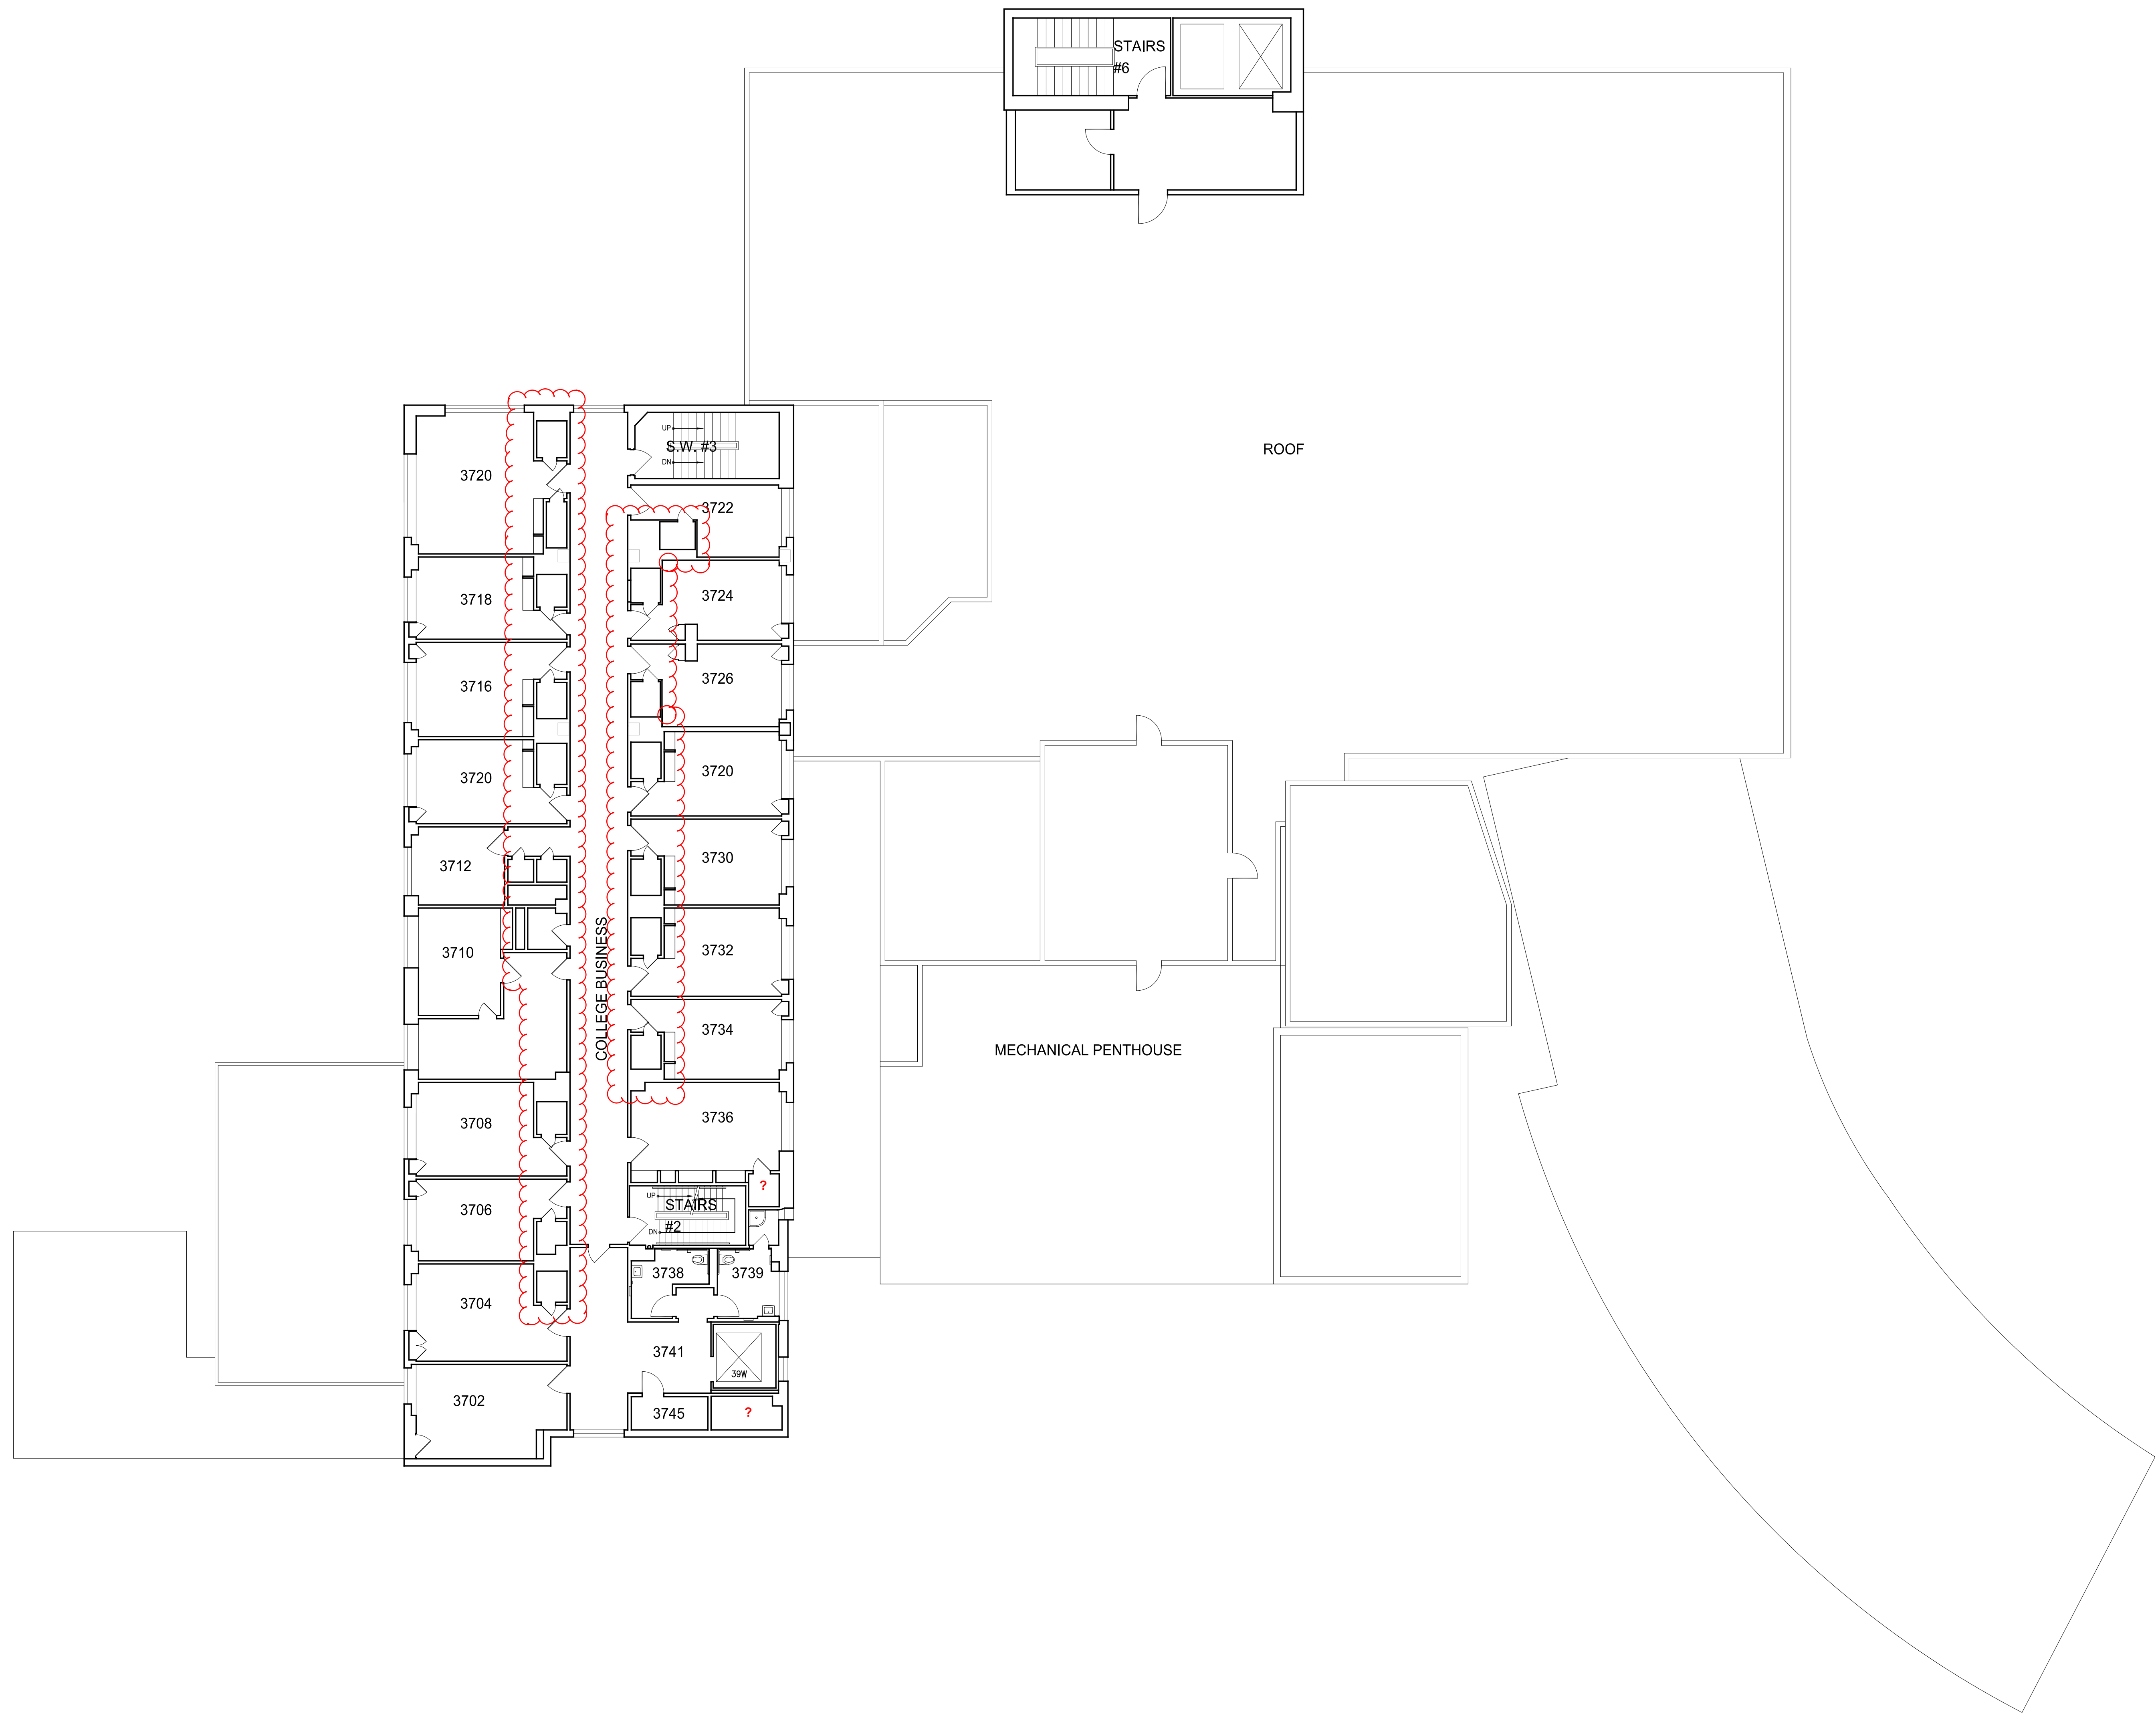 STAIRS
#6
UP
S.W. #3
DN
ROOF
3720
3722
3718
3724
3716
3726
3720
3720
3712
3730
3710
3732
COLLEGE BUSINESS
3734
MECHANICAL PENTHOUSE
3708
3736
?
UP
STAIRS
#2
DN
3706
3738
3739
3704
3741
39W
3702
3745
?